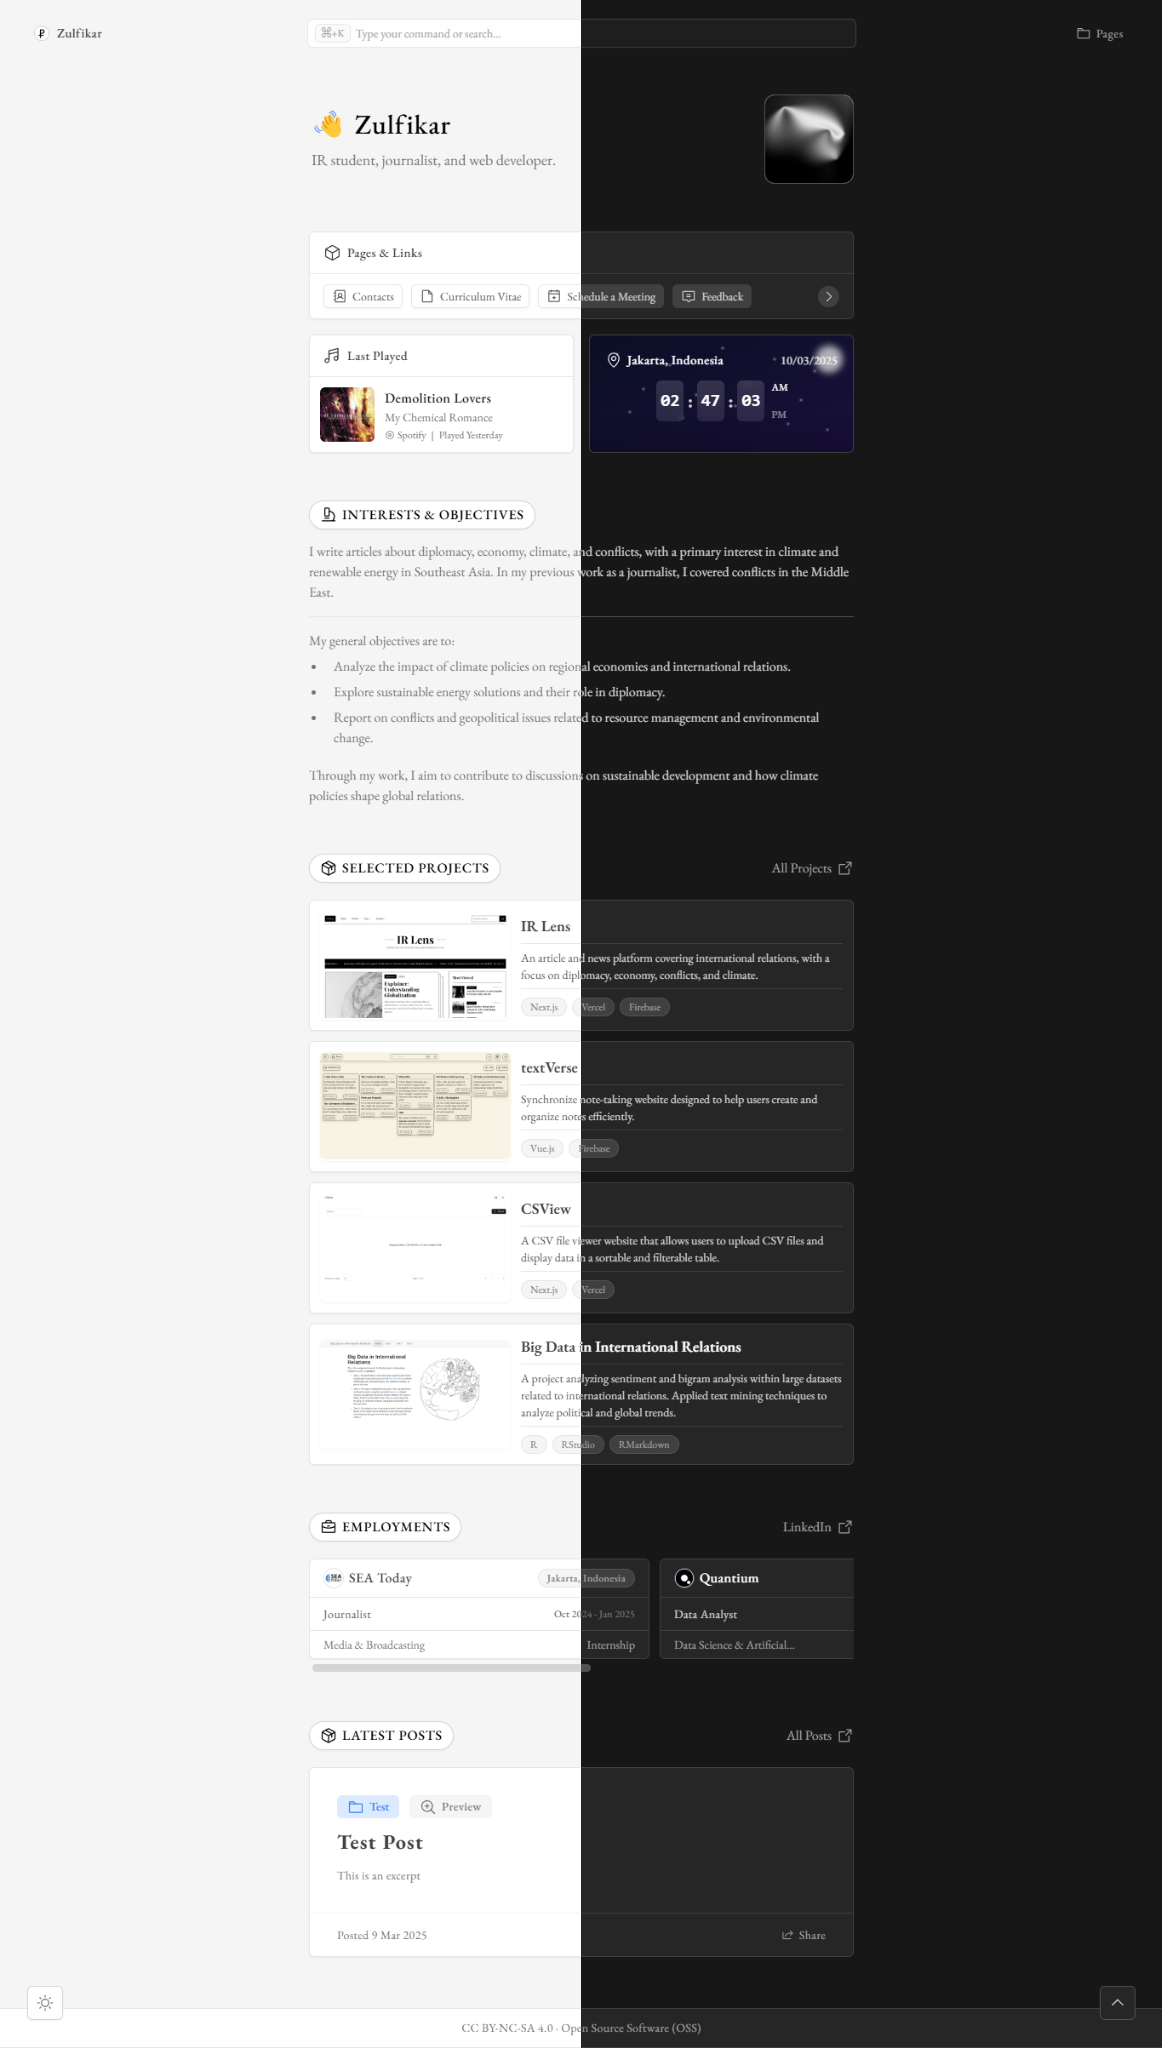 Zulfikar
⌘+K Type your command or search...
Pages
Zulfikar
IR student, journalist, and web developer.
Pages & Links
Contacts
Curriculum Vitae
Schedule a Meeting
Feedback
Last Played
Demolition Lovers
My Chemical Romance
Spotify | Played Yesterday
Jakarta, Indonesia
10/03/2025
02 : 47 : 03
AM
PM
INTERESTS & OBJECTIVES
I write articles about diplomacy, economy, climate, and conflicts, with a primary interest in climate and
renewable energy in Southeast Asia. In my previous work as a journalist, I covered conflicts in the Middle
East.
My general objectives are to:
• Analyze the impact of climate policies on regional economies and international relations.
• Explore sustainable energy solutions and their role in diplomacy.
• Report on conflicts and geopolitical issues related to resource management and environmental
change.
Through my work, I aim to contribute to discussions on sustainable development and how climate
policies shape global relations.
SELECTED PROJECTS
All Projects
IR Lens
Explainer:
Understanding
Globalization
IR Lens
An article and news platform covering international relations, with a
focus on diplomacy, economy, conflicts, and climate.
Next.js
Vercel
Firebase
textVerse
Synchronize note-taking website designed to help users create and
organize notes efficiently.
Vue.js
Firebase
CSView
A CSV file viewer website that allows users to upload CSV files and
display data in a sortable and filterable table.
Next.js
Vercel
Big Data in International
Relations
Big Data in International Relations
A project analyzing sentiment and bigram analysis within large datasets
related to international relations. Applied text mining techniques to
analyze political and global trends.
R
RStudio
RMarkdown
EMPLOYMENTS
LinkedIn
SEA Today
Jakarta, Indonesia
Journalist
Oct 2024 - Jan 2025
Media & Broadcasting
Internship
Quantium
Data Analyst
Data Science & Artificial...
LATEST POSTS
All Posts
Test
Preview
Test Post
This is an excerpt
Posted 9 Mar 2025
Share
CC BY-NC-SA 4.0 · Open Source Software (OSS)